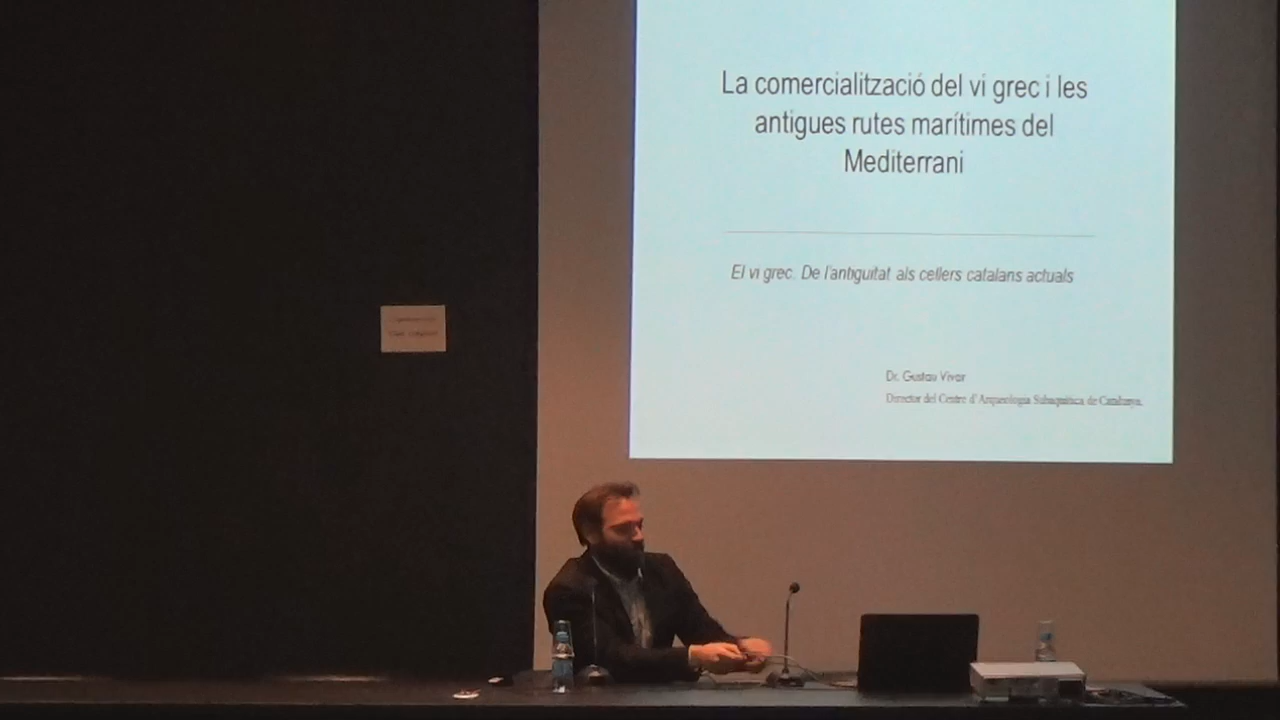 La comercialització del vi grec i les
antigues rutes marítimes del
Mediterrani
El vi grec. De l'antiguitat als cellers catalans actuals
Dr. Gustau Vivar
Director del Centre d'Arqueologia Subaquàtica de Catalunya.